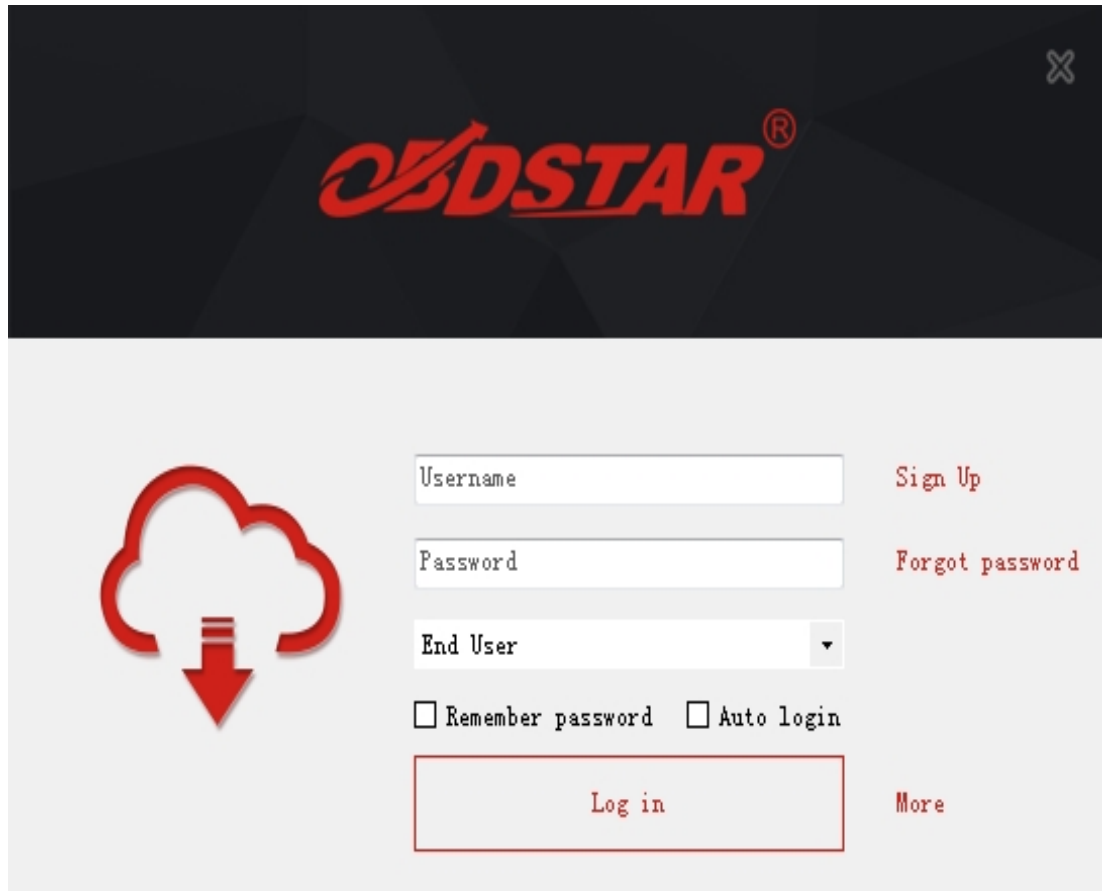 OBDSTAR®
Username
Sign Up
Password
Forgot password
End User
Remember password
Auto login
Log in
More